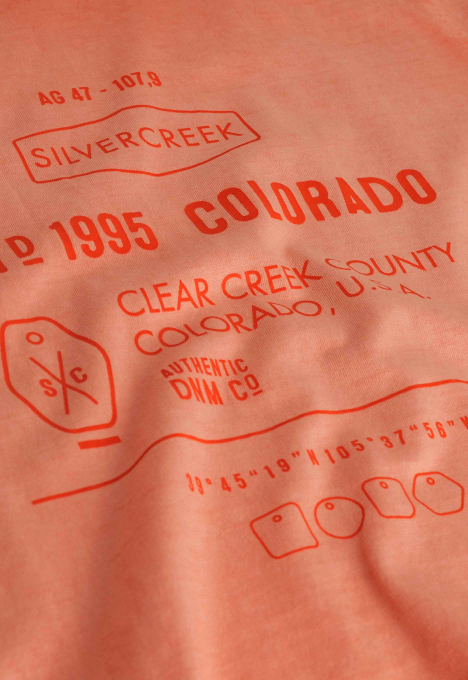 AG 47 - 107,9
SILVERCREEK
D 1995 COLORADO
CLEAR CREEK COUNTY
COLORADO, U.S.A.
S C
AUTHENTIC
DNM CO
39°45"19" N 105°37"56" N